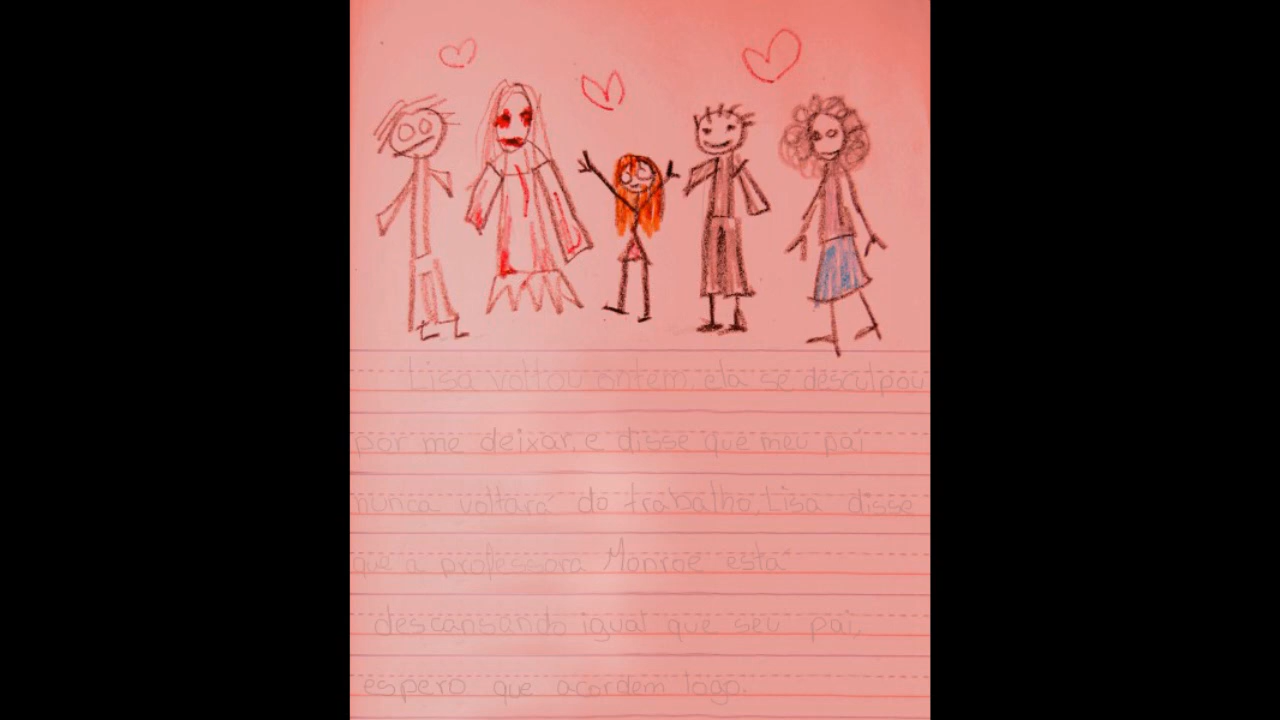 Lisa voltou ontem, ela se desculpou
por me deixar, e disse que meu pai
nunca voltará do trabalho, Lisa disse
que a professora Monroe está
descansando igual que seu pai,
espero que acordem logo.